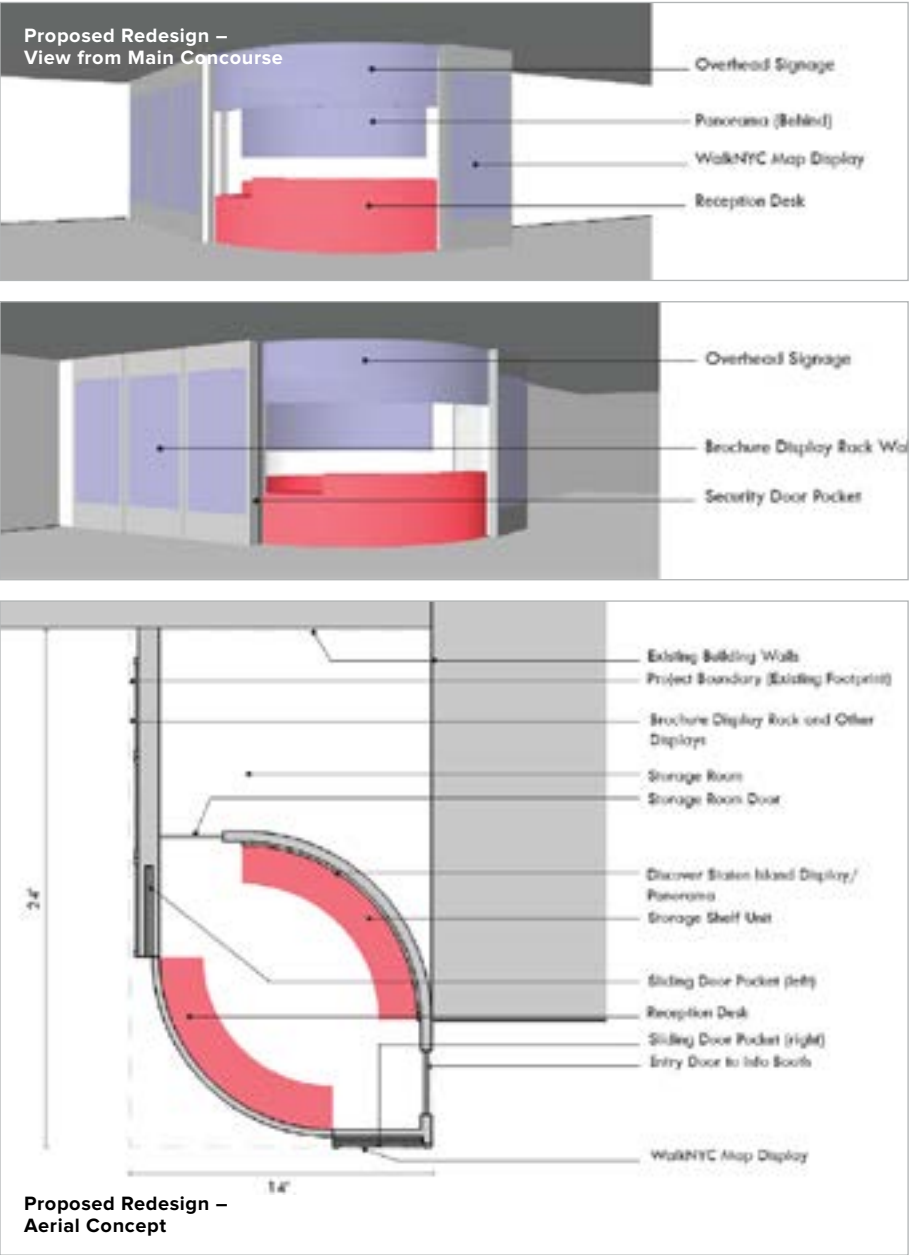 Proposed Redesign –
View from Main Concourse
Overhead Signage
Panorama (Behind)
WalkNYC Map Display
Reception Desk
Overhead Signage
Brochure Display Rack Wal
Security Door Pocket
Existing Building Walls
Project Boundary (Existing Footprint)
Brochure Display Rack and Other
Displays
Storage Room
Storage Room Door
Discover Staten Island Display/
Panorama
Storage Shelf Unit
Sliding Door Pocket (left)
Reception Desk
Sliding Door Pocket (right)
Entry Door to Info Booth
WalkNYC Map Display
24'
14'
Proposed Redesign –
Aerial Concept